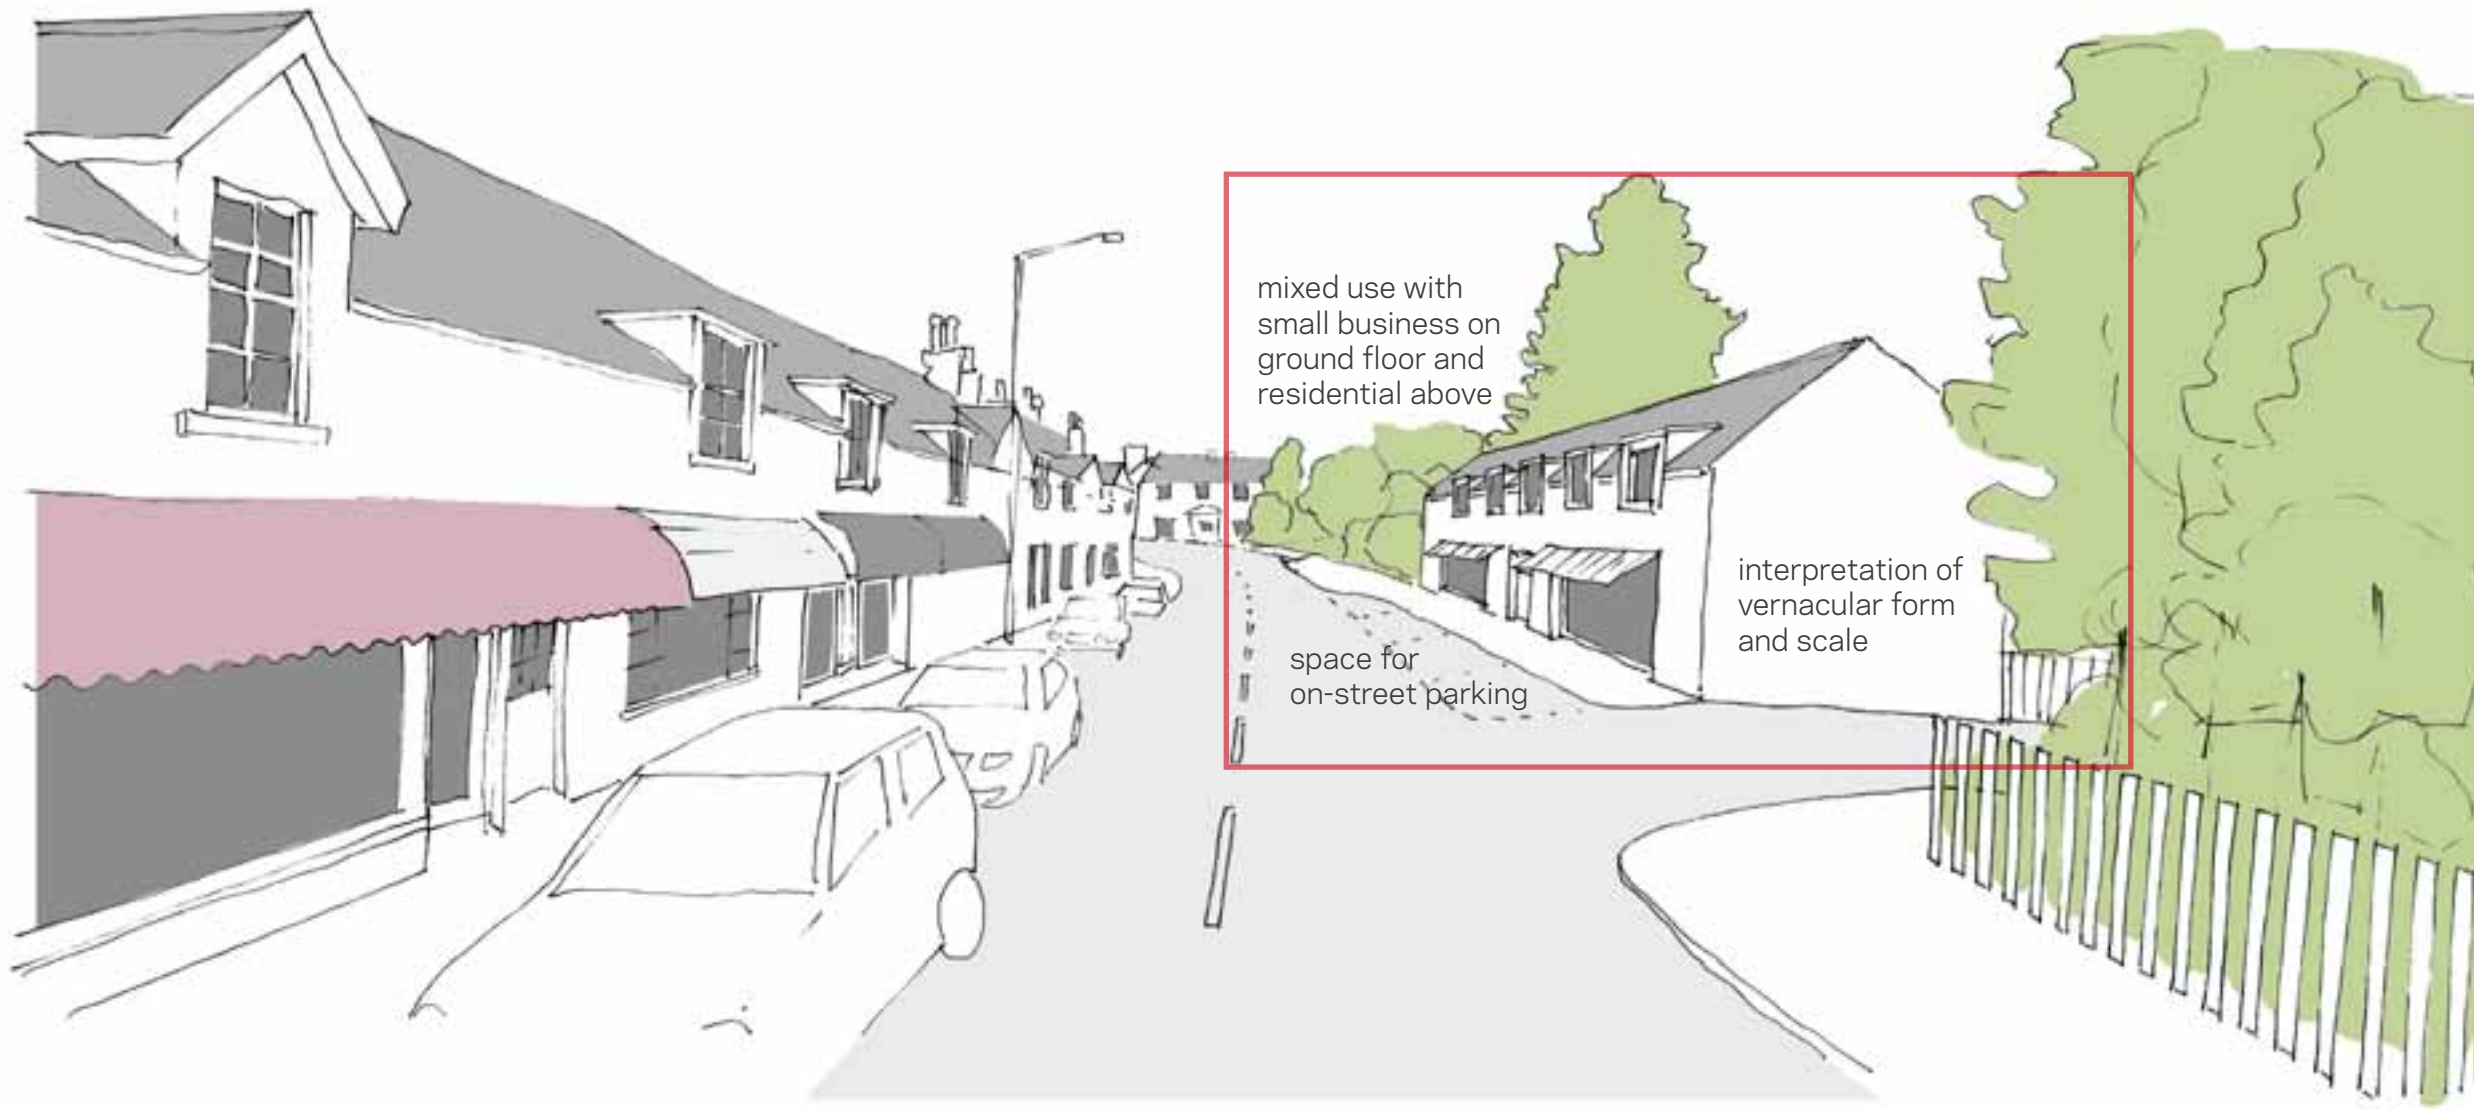 mixed use with
small business on
ground floor and
residential above
interpretation of
vernacular form
and scale
space for
on-street parking